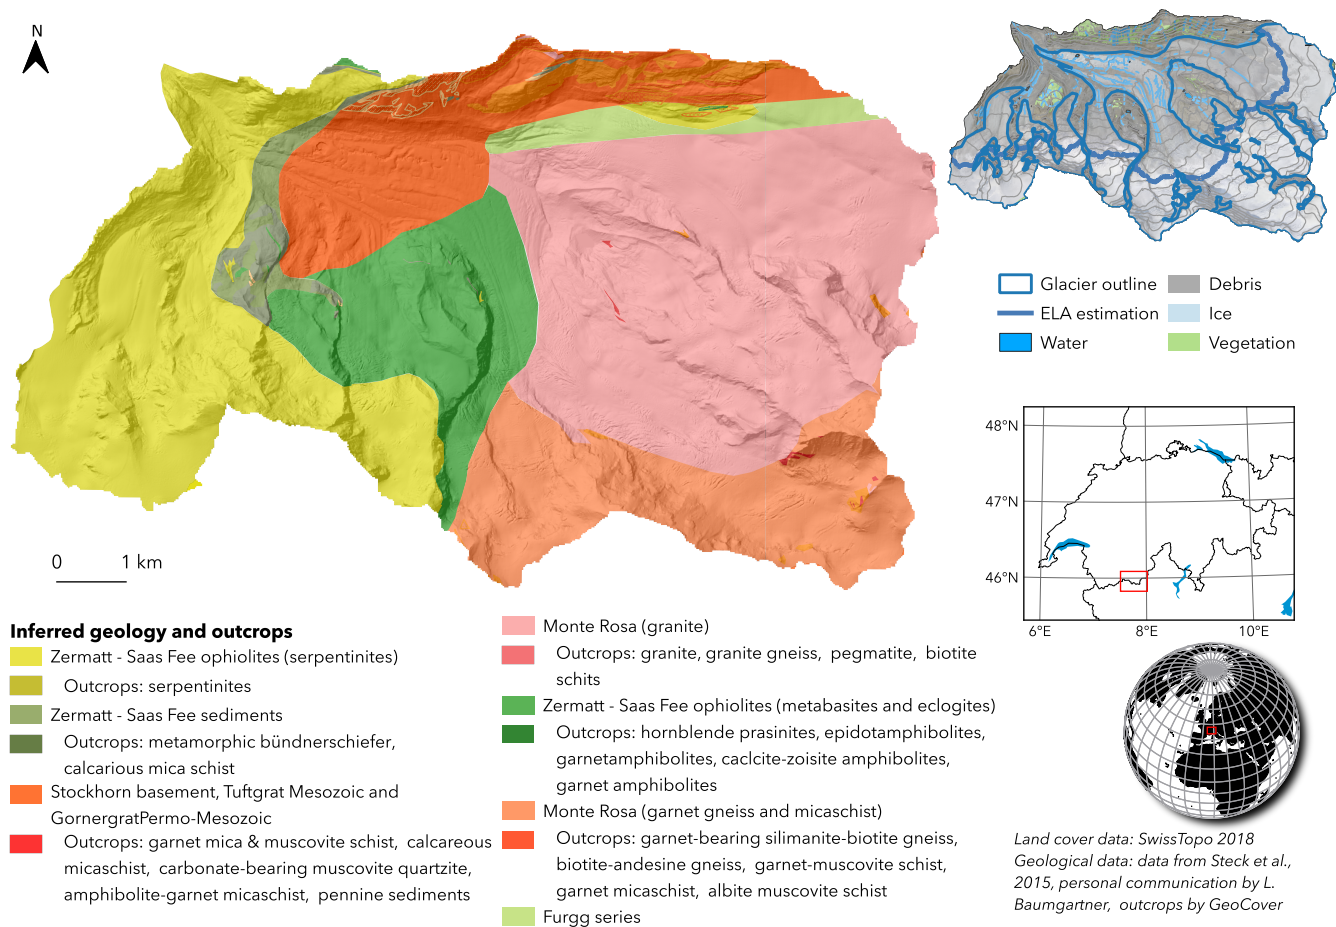 N
0 1 km
Glacier outline
ELA estimation
Water
Debris
Ice
Vegetation
48°N
47°N
46°N
6°E 8°E 10°E
Inferred geology and outcrops
Zermatt - Saas Fee ophiolites (serpentinites)
Outcrops: serpentinites
Zermatt - Saas Fee sediments
Outcrops: metamorphic bündnerschiefer,
calcarious mica schist
Stockhorn basement, Tuftgrat Mesozoic and
GornergratPermo-Mesozoic
Outcrops: garnet mica & muscovite schist, calcareous
micaschist, carbonate-bearing muscovite quartzite,
amphibolite-garnet micaschist, pennine sediments
Monte Rosa (granite)
Outcrops: granite, granite gneiss, pegmatite, biotite
schits
Zermatt - Saas Fee ophiolites (metabasites and eclogites)
Outcrops: hornblende prasinites, epidotamphibolites,
garnetamphibolites, caclcite-zoisite amphibolites,
garnet amphibolites
Monte Rosa (garnet gneiss and micaschist)
Outcrops: garnet-bearing silimanite-biotite gneiss,
biotite-andesine gneiss, garnet-muscovite schist,
garnet micaschist, albite muscovite schist
Furgg series
Land cover data: SwissTopo 2018
Geological data: data from Steck et al.,
2015, personal communication by L.
Baumgartner, outcrops by GeoCover